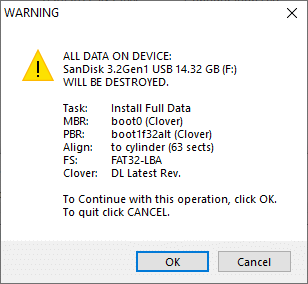 WARNING
ALL DATA ON DEVICE:
SanDisk 3.2Gen1 USB 14.32 GB (F:)
WILL BE DESTROYED.
Task: Install Full Data
MBR: boot0 (Clover)
PBR: boot1f32alt (Clover)
Align: to cylinder (63 sects)
FS: FAT32-LBA
Clover: DL Latest Rev.
To Continue with this operation, click OK.
To quit click CANCEL.
OK Cancel